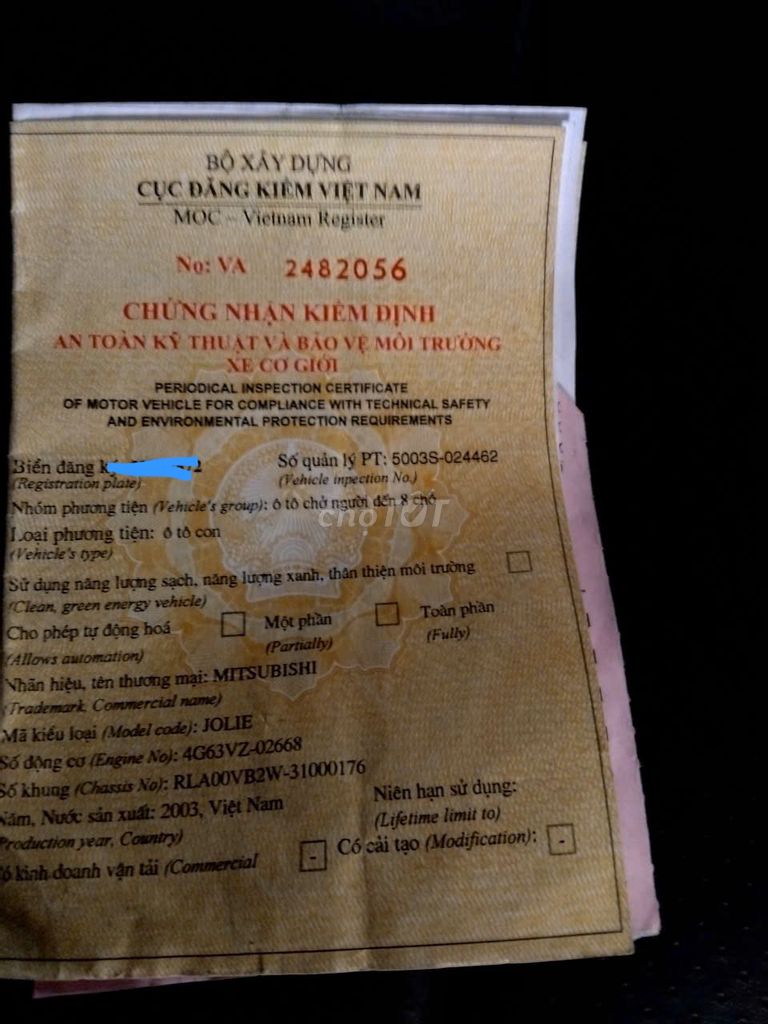 BỘ XÂY DỰNG
CỤC ĐĂNG KIỂM VIỆT NAM
MOC – Vietnam Register
No: VA 2482056
CHỨNG NHẬN KIỂM ĐỊNH
AN TOÀN KỸ THUẬT VÀ BẢO VỆ MÔI TRƯỜNG
XE CƠ GIỚI
PERIODICAL INSPECTION CERTIFICATE
OF MOTOR VEHICLE FOR COMPLIANCE WITH TECHNICAL SAFETY
AND ENVIRONMENTAL PROTECTION REQUIREMENTS
Biển đăng ký: Số quản lý PT: 5003S-024462
(Registration plate) (Vehicle inpection No.)
Nhóm phương tiện (Vehicle's group): ô tô chở người đến 8 chỗ
chợTỐT
Loại phương tiện: ô tô con
(Vehicle's type)
Sử dụng năng lượng sạch, năng lượng xanh, thân thiện môi trường
(Clean, green energy vehicle)
Cho phép tự động hoá Một phần Toàn phần
(Allows automation) (Partially) (Fully)
Nhãn hiệu, tên thương mại: MITSUBISHI
(Trademark, Commercial name)
Mã kiểu loại (Model code): JOLIE
Số động cơ (Engine No): 4G63VZ-02668
Số khung (Chassis No): RLA00VB2W-31000176
Năm, Nước sản xuất: 2003, Việt Nam Niên hạn sử dụng:
(Production year, Country) (Lifetime limit to)
Có kinh doanh vận tải (Commercial - Có cải tạo (Modification): -